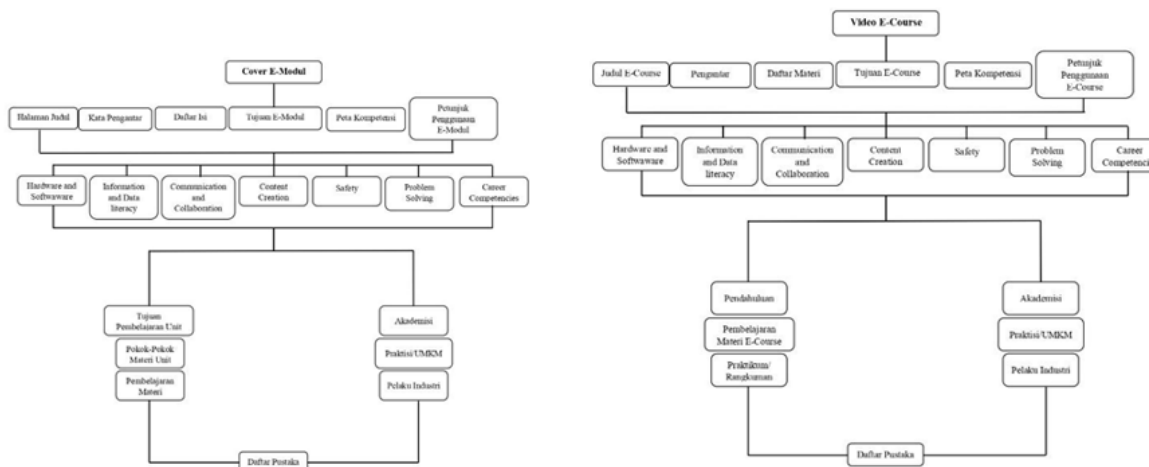 Cover E-Modul
Halaman Judul
Kata Pengantar
Daftar Isi
Tujuan E-Modul
Peta Kompetensi
Petunjuk
Penggunaan
E-Modul
Hardware and
Softwaware
Information
and Data
literacy
Communication
and
Collaboration
Content
Creation
Safety
Problem
Solving
Career
Competencies
Tujuan
Pembelajaran Unit
Pokok-Pokok
Materi Unit
Pembelajaran
Materi
Akademisi
Praktisi/UMKM
Pelaku Industri
Daftar Pustaka
Video E-Course
Judul E-Course
Pengantar
Daftar Materi
Tujuan E-Course
Peta Kompetensi
Petunjuk
Penggunaan
E-Course
Hardware and
Softwaware
Information
and Data
literacy
Communication
and
Collaboration
Content
Creation
Safety
Problem
Solving
Career
Competencies
Pendahuluan
Pembelajaran
Materi E-Course
Praktikum/
Rangkuman
Akademisi
Praktisi/UMKM
Pelaku Industri
Daftar Pustaka